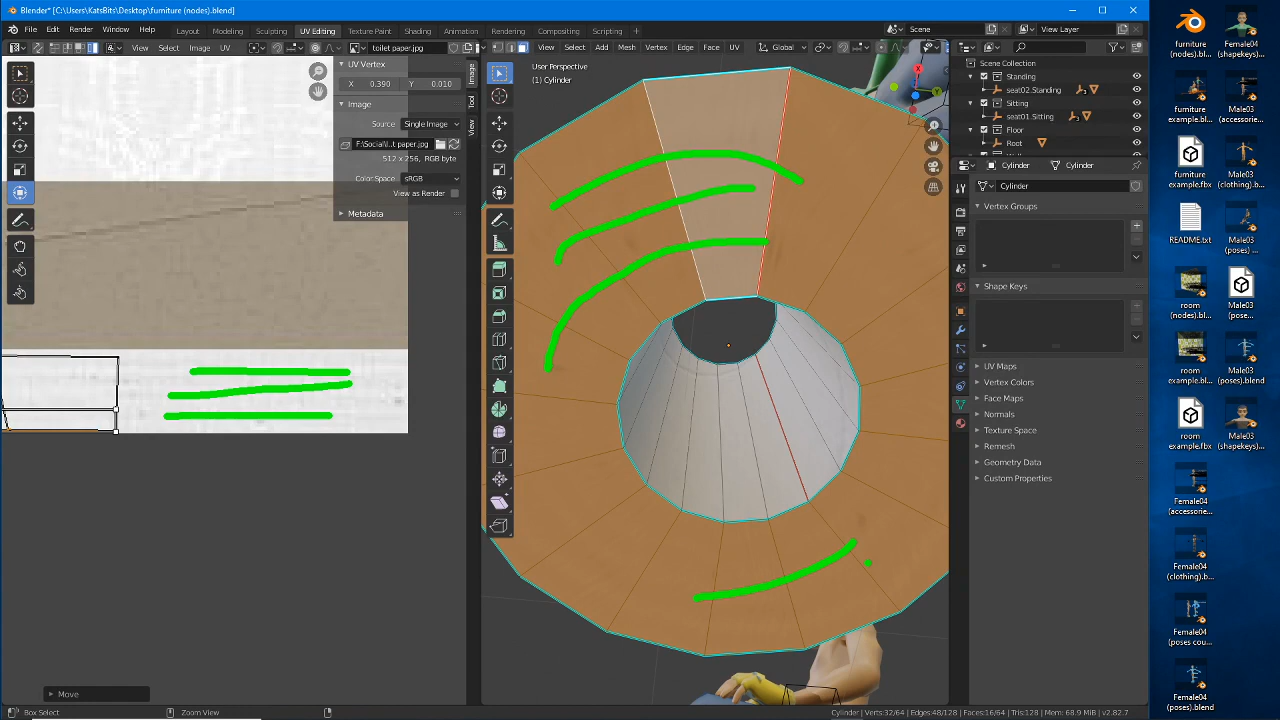 Blender* [C:\Users\KatsBits\Desktop\furniture (nodes).blend]
File Edit Render Window Help
Layout Modeling Sculpting UV Editing Texture Paint Shading Animation Rendering Compositing Scripting +
Scene
View Layer
View Select Image UV
toilet paper.jpg
Select Add Mesh Vertex Edge Face UV
Global
UV Vertex
X 0.390 Y 0.010
Image
Source Single Image
F:\Social\l..t paper.jpg
512 x 256, RGB byte
Color Space sRGB
View as Render
Metadata
Image
Tool
View
User Perspective
(1) Cylinder
Scene Collection
Standing
seat02.Standing
Sitting
seat01.Sitting
Floor
Root
Cylinder
Cylinder
Cylinder
Vertex Groups
Shape Keys
UV Maps
Vertex Colors
Face Maps
Normals
Texture Space
Remesh
Geometry Data
Custom Properties
Move
Box Select
Zoom View
Cylinder | Verts:32/64 | Edges:48/128 | Faces:16/64 | Tris:128 | Mem: 68.9 MiB | v2.82.7
furniture
(nodes).bl...
Female04
(shapekeys)...
furniture
example.bl...
Male03
(accessorie...
furniture
example.fbx
Male03
(clothing).b...
README.txt
Male03
(poses) ...
room
(nodes).bl...
Male03
(pose...
room
example.bl...
Male03
(poses).blend
room
example.fbx
Male03
(shapekeys)...
Female04
(accessorie...
Female04
(clothing).b...
Female04
(poses cou...
Female04
(poses).blend